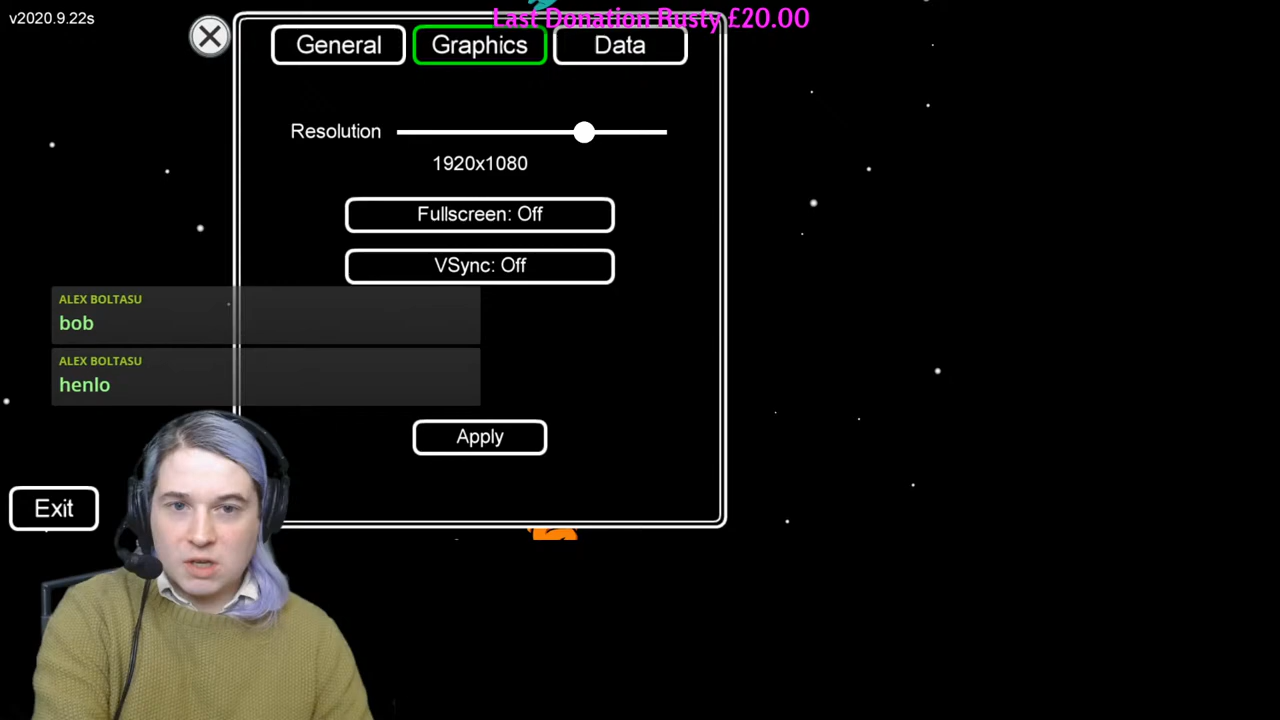 v2020.9.22s
Last Donation Busty £20.00
General
Graphics
Data
Resolution
1920x1080
Fullscreen: Off
VSync: Off
ALEX BOLTASU
bob
ALEX BOLTASU
henlo
Apply
Exit